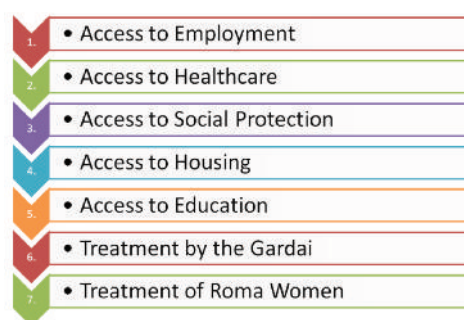 1. • Access to Employment
2. • Access to Healthcare
3. • Access to Social Protection
4. • Access to Housing
5. • Access to Education
6. • Treatment by the Gardai
7. • Treatment of Roma Women